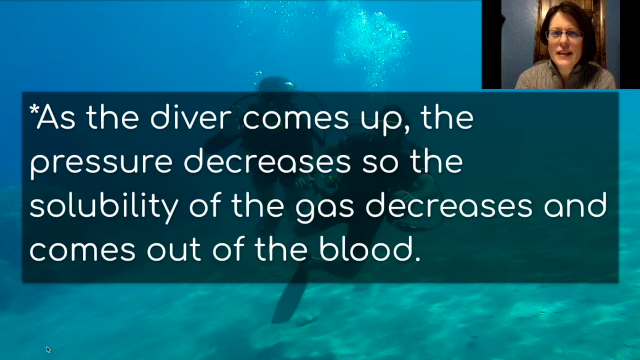 *As the diver comes up, the
pressure decreases so the
solubility of the gas decreases and
comes out of the blood.